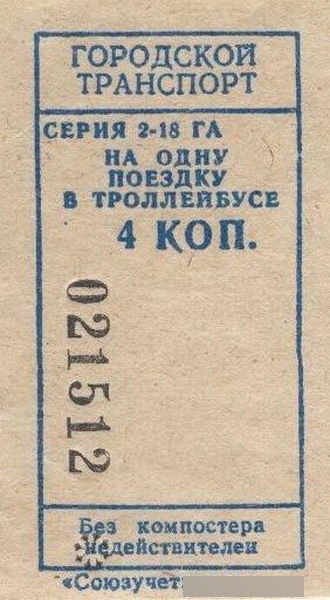 ГОРОДСКОЙ
ТРАНСПОРТ
СЕРИЯ 2-18 ГА
НА ОДНУ
ПОЕЗДКУ
В ТРОЛЛЕЙБУСЕ
4 КОП.
021512
Без компостера
недействителен
«Союзучет